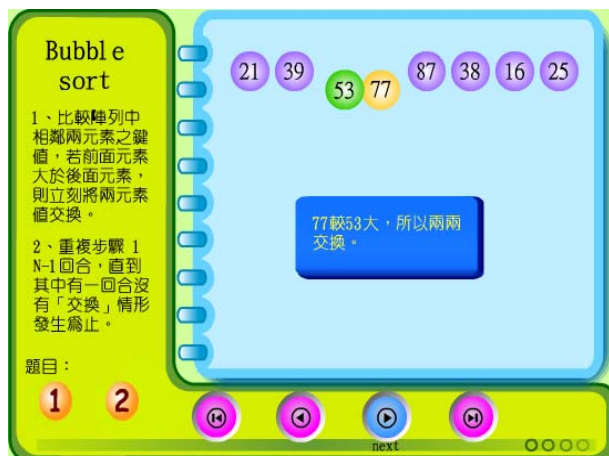 Bubble
sort
1、比較陣列中
相鄰兩元素之鍵
值，若前面元素
大於後面元素，
則立刻將兩元素
值交換。
2、重複步驟 1
N-1回合，直到
其中有一回合沒
有「交換」情形
發生為止。
題目：
1 2
21 39 53 77 87 38 16 25
77較53大，所以兩兩
交換。
next